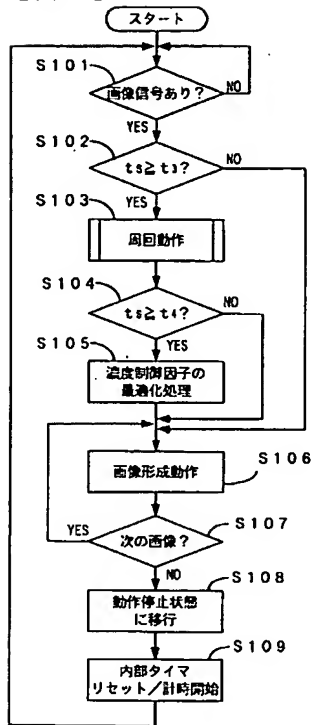 スタート
S101
画像信号あり?
NO
YES
S102
ts≧t3?
NO
YES
S103
周回動作
S104
ts≧t4?
NO
YES
S105
濃度制御因子の
最適化処理
画像形成動作
S106
YES
次の画像?
S107
NO
S108
動作停止状態
に移行
S109
内部タイマ
リセット/計時開始